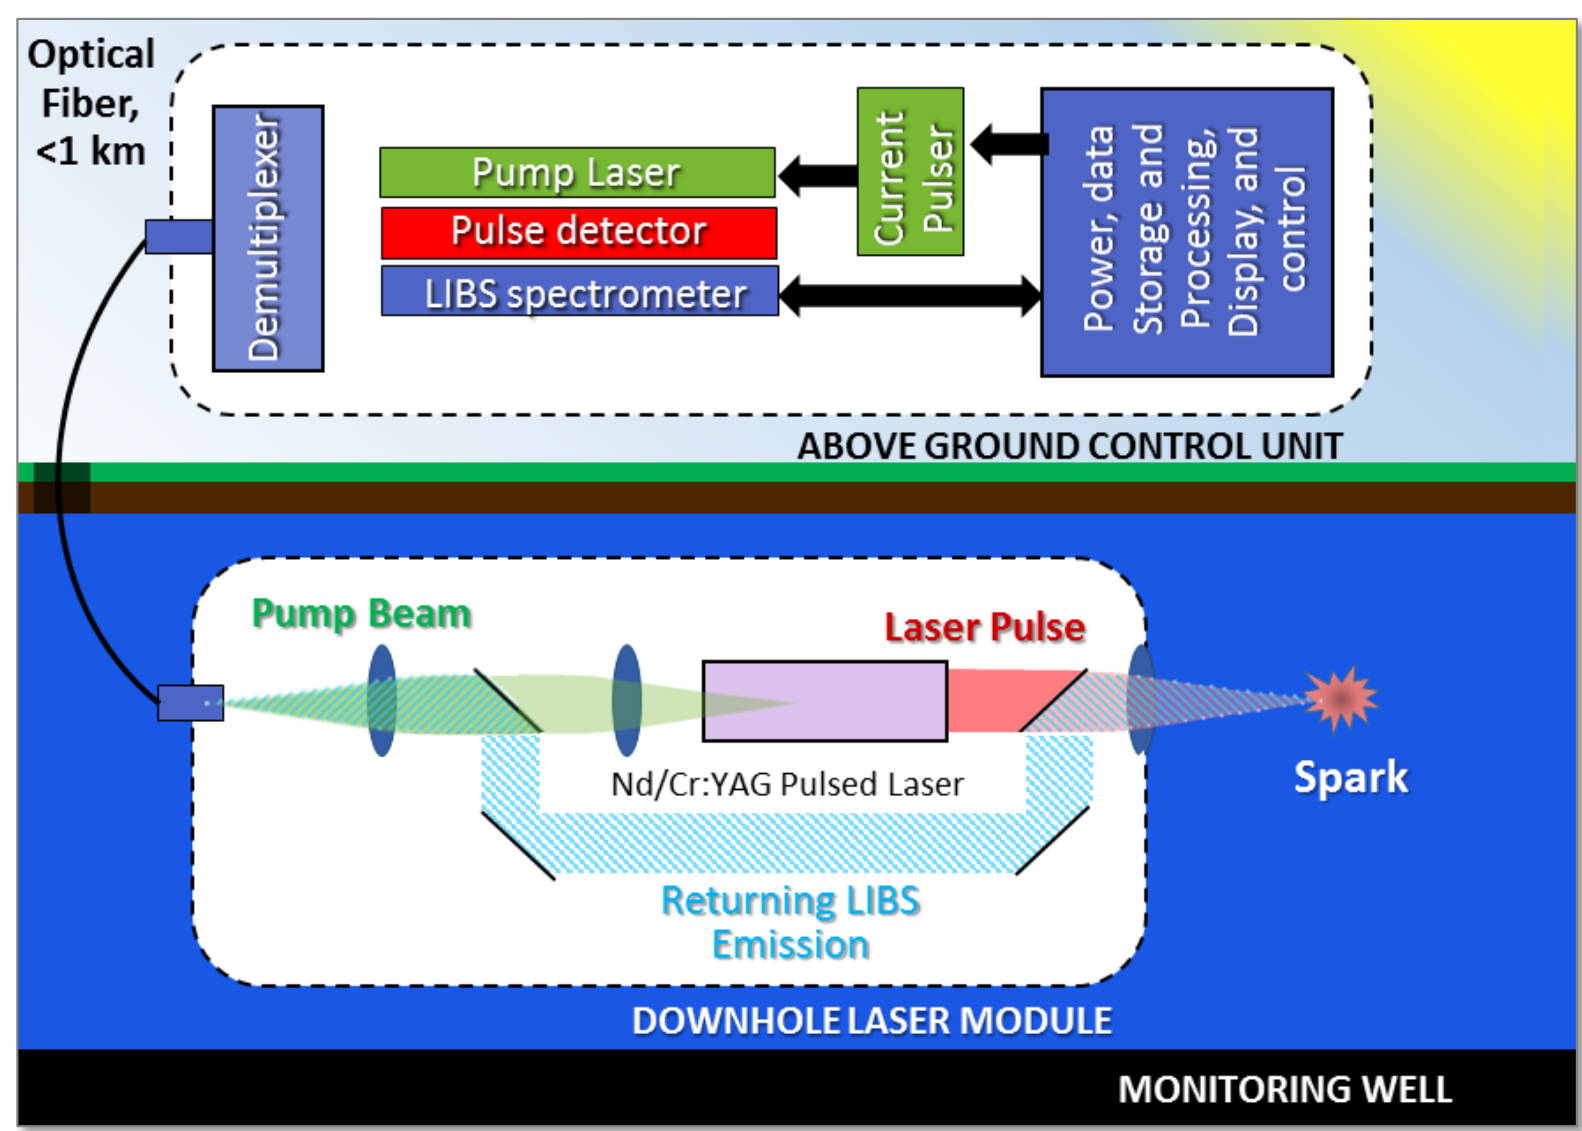 Optical
Fiber,
<1 km
Demultiplexer
Pump Laser
Pulse detector
LIBS spectrometer
Current
Pulser
Power, data
Storage and
Processing,
Display, and
control
ABOVE GROUND CONTROL UNIT
Pump Beam
Laser Pulse
Nd/Cr:YAG Pulsed Laser
Spark
Returning LIBS
Emission
DOWNHOLE LASER MODULE
MONITORING WELL